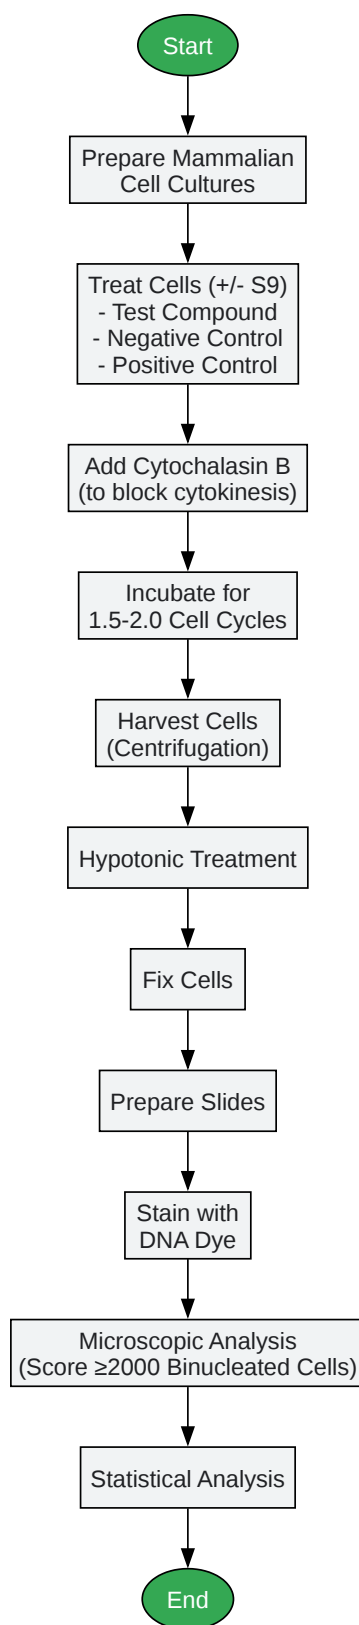 Start
Prepare Mammalian
Cell Cultures
Treat Cells (+/- S9)
- Test Compound
- Negative Control
- Positive Control
Add Cytochalasin B
(to block cytokinesis)
Incubate for
1.5-2.0 Cell Cycles
Harvest Cells
(Centrifugation)
Hypotonic Treatment
Fix Cells
Prepare Slides
Stain with
DNA Dye
Microscopic Analysis
(Score ≥2000 Binucleated Cells)
Statistical Analysis
End